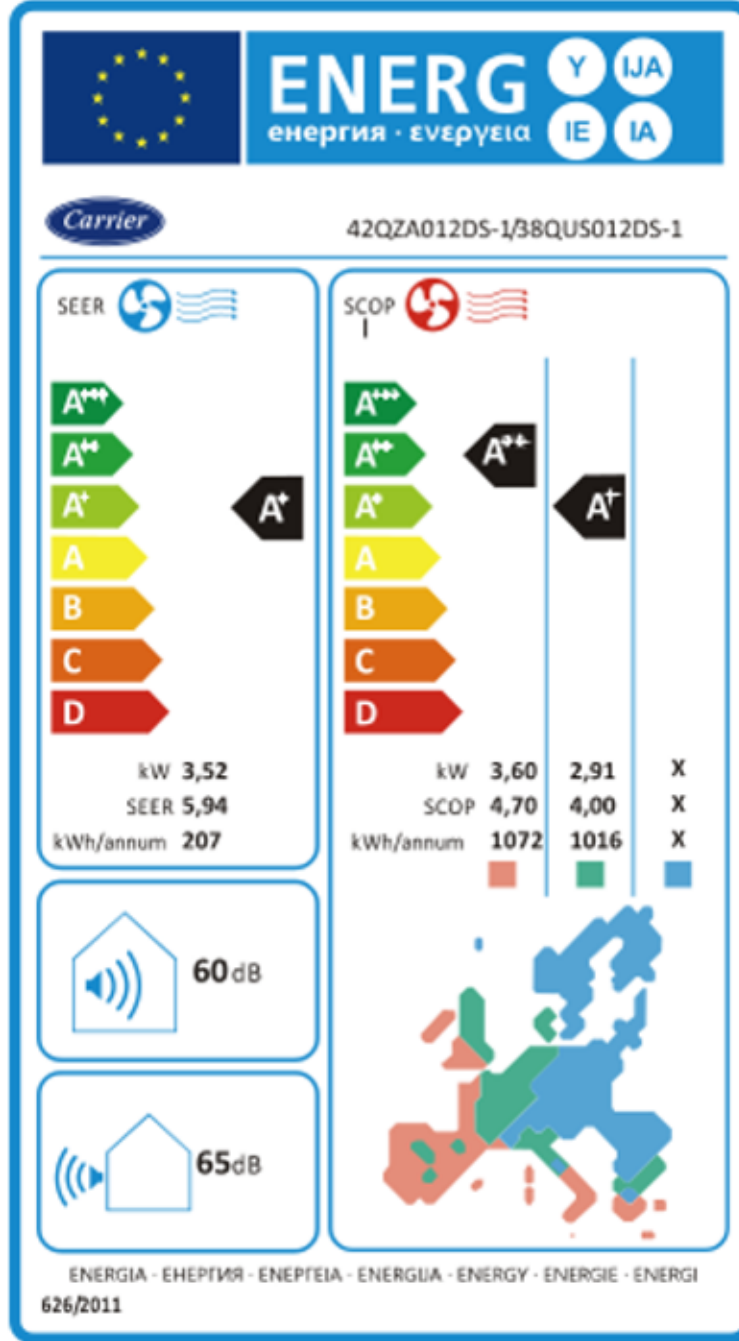 ENERG Y IJA
енергия · ενεργεια IE IA
Carrier
42QZA012DS-1/38QUS012DS-1
SEER
A+++
A++
A+
A
B
C
D
A+
kW 3,52
SEER 5,94
kWh/annum 207
SCOP
A+++
A++
A+
A
B
C
D
A++
A+
kW 3,60 2,91 X
SCOP 4,70 4,00 X
kWh/annum 1072 1016 X
60dB
65dB
ENERGIA · ЕНЕРГИЯ · ΕΝΕΡΓΕΙΑ · ENERGIJA · ENERGY · ENERGIE · ENERGI
626/2011